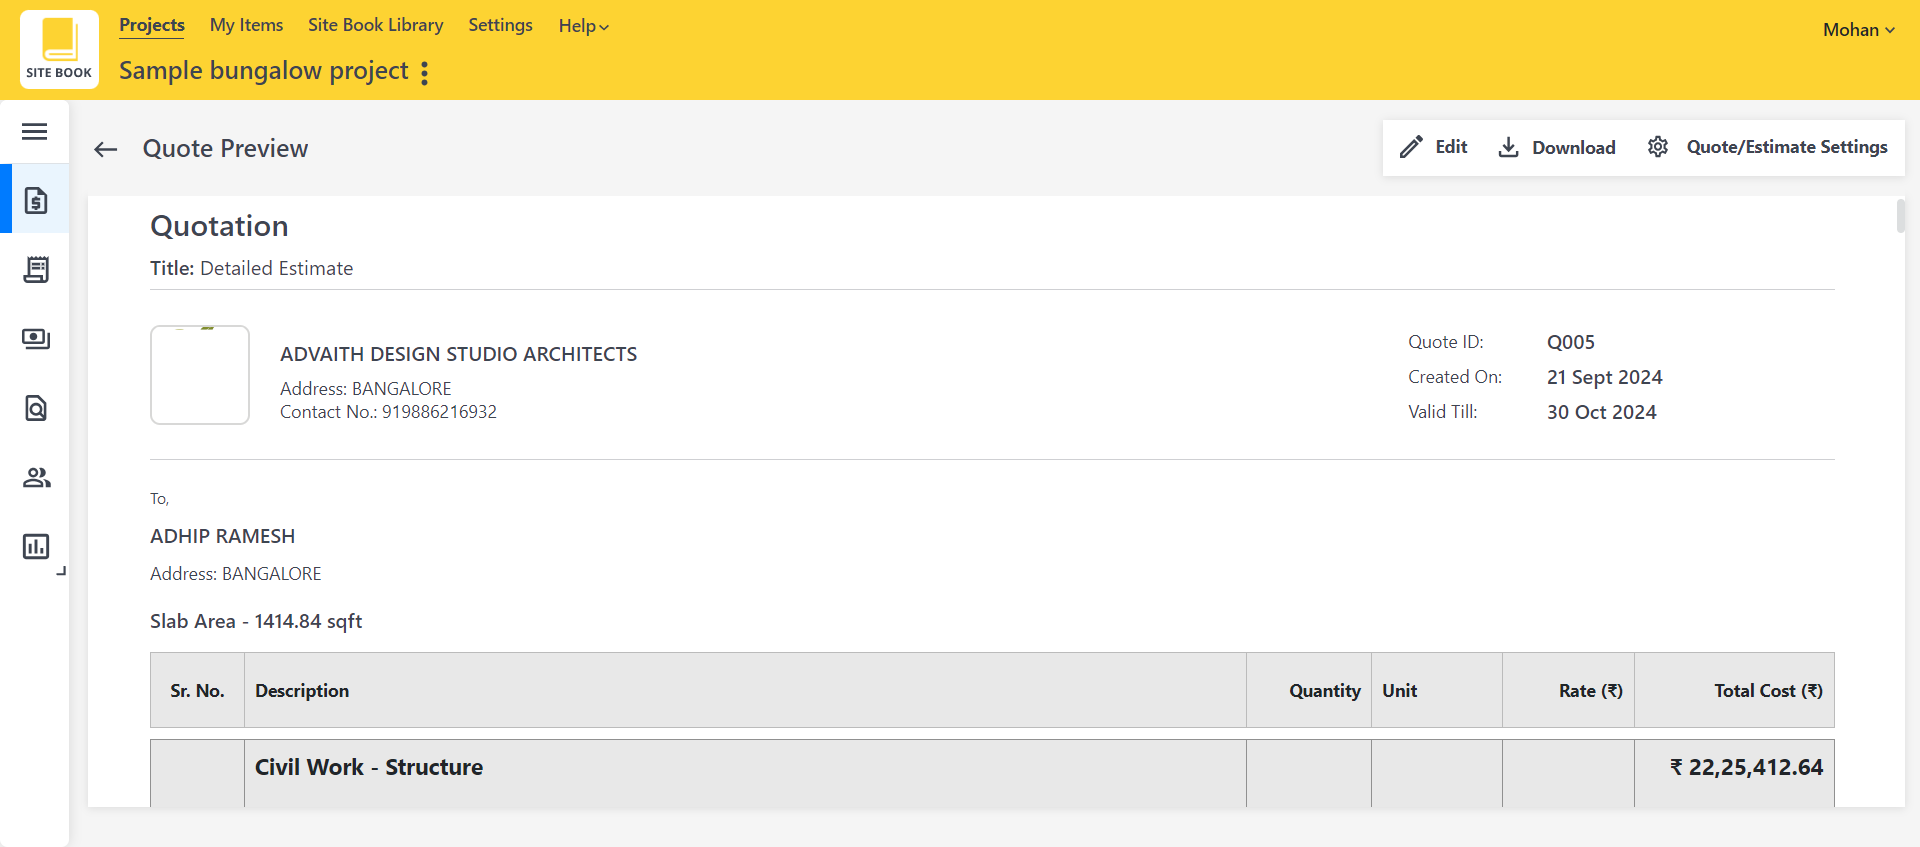 Projects My Items Site Book Library Settings Help
Mohan
SITE BOOK
Sample bungalow project
Quote Preview
Edit Download Quote/Estimate Settings
Quotation
Title: Detailed Estimate
ADVAITH DESIGN STUDIO ARCHITECTS
Address: BANGALORE
Contact No.: 919886216932
Quote ID: Q005
Created On: 21 Sept 2024
Valid Till: 30 Oct 2024
To,
ADHIP RAMESH
Address: BANGALORE
Slab Area - 1414.84 sqft
Sr. No. Description Quantity Unit Rate (₹) Total Cost (₹)
Civil Work - Structure ₹ 22,25,412.64